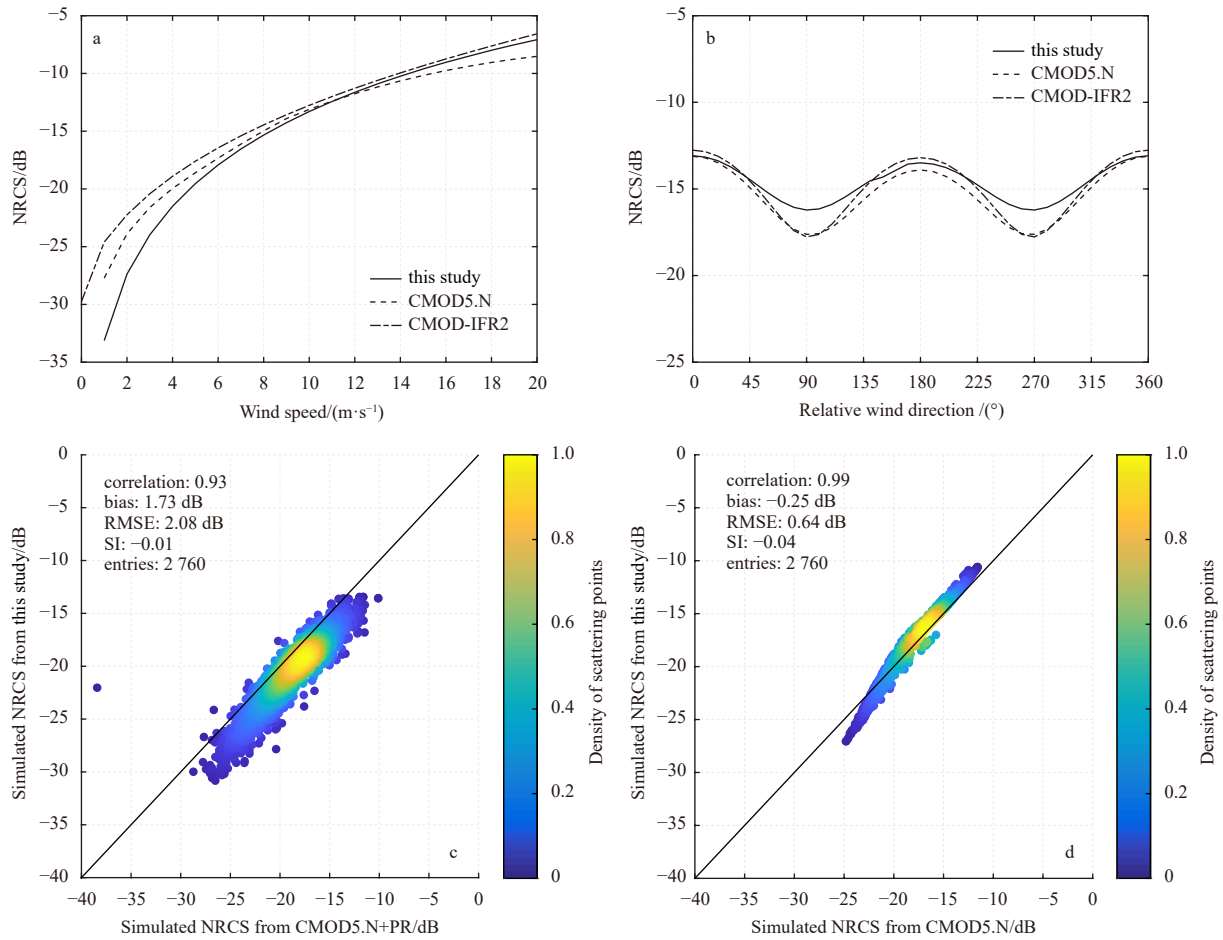 a
NRCS/dB
−5
−10
−15
−20
−25
−30
−35
this study
CMOD5.N
CMOD-IFR2
0 2 4 6 8 10 12 14 16 18 20
Wind speed/(m·s⁻¹)
b
NRCS/dB
−5
−10
−15
−20
−25
this study
CMOD5.N
CMOD-IFR2
0 45 90 135 180 225 270 315 360
Relative wind direction /(°)
c
Simulated NRCS from this study/dB
0
−5
−10
−15
−20
−25
−30
−35
−40
correlation: 0.93
bias: 1.73 dB
RMSE: 2.08 dB
SI: −0.01
entries: 2 760
−40 −35 −30 −25 −20 −15 −10 −5 0
Simulated NRCS from CMOD5.N+PR/dB
1.0
0.8
0.6
0.4
0.2
0
Density of scattering points
d
Simulated NRCS from this study/dB
0
−5
−10
−15
−20
−25
−30
−35
−40
correlation: 0.99
bias: −0.25 dB
RMSE: 0.64 dB
SI: −0.04
entries: 2 760
−40 −35 −30 −25 −20 −15 −10 −5 0
Simulated NRCS from CMOD5.N/dB
1.0
0.8
0.6
0.4
0.2
0
Density of scattering points